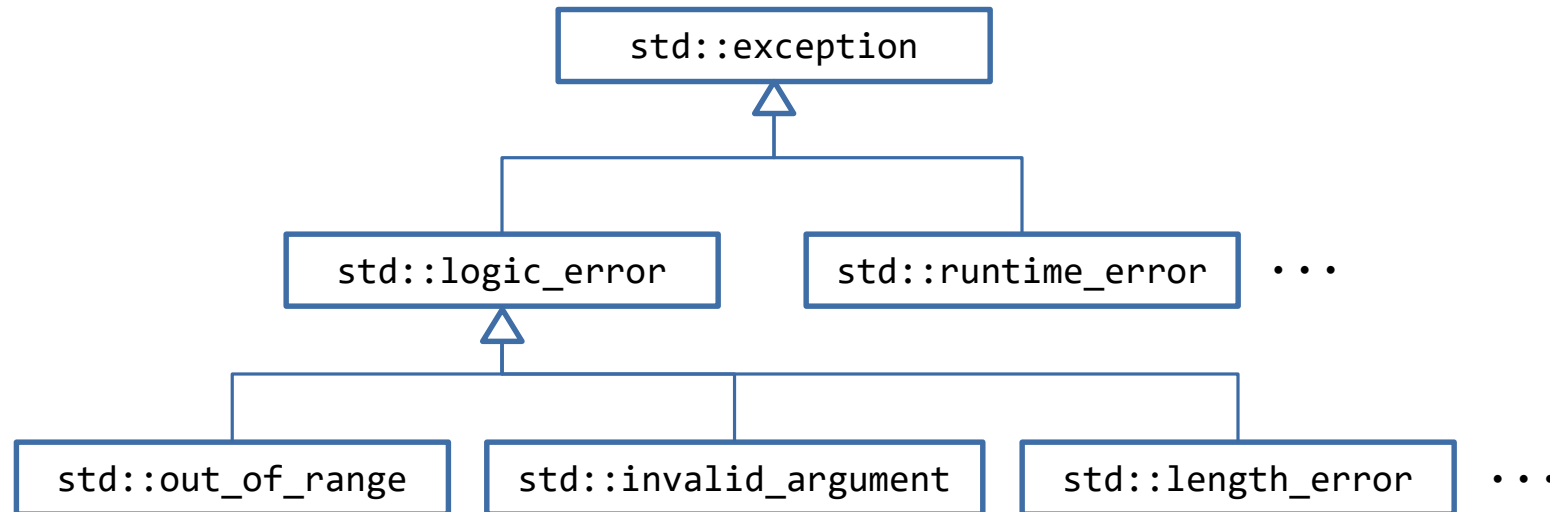 std::exception
std::logic_error std::runtime_error ...
std::out_of_range std::invalid_argument std::length_error ...